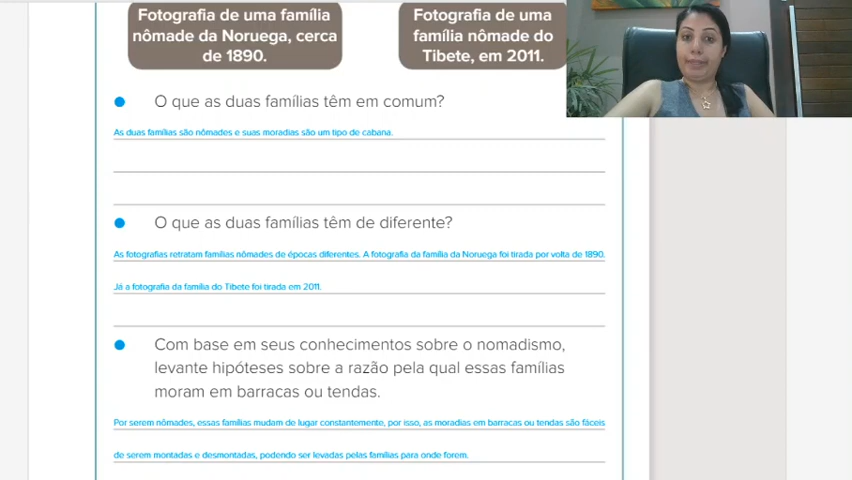 Fotografia de uma família
nômade da Noruega, cerca
de 1890.
Fotografia de uma
família nômade do
Tibete, em 2011.
O que as duas famílias têm em comum?
As duas famílias são nômades e suas moradias são um tipo de cabana.
O que as duas famílias têm de diferente?
As fotografias retratam famílias nômades de épocas diferentes. A fotografia da família da Noruega foi tirada por volta de 1890.
Já a fotografia da família do Tibete foi tirada em 2011.
Com base em seus conhecimentos sobre o nomadismo,
levante hipóteses sobre a razão pela qual essas famílias
moram em barracas ou tendas.
Por serem nômades, essas famílias mudam de lugar constantemente, por isso, as moradias em barracas ou tendas são fáceis
de serem montadas e desmontadas, podendo ser levadas pelas famílias para onde forem.